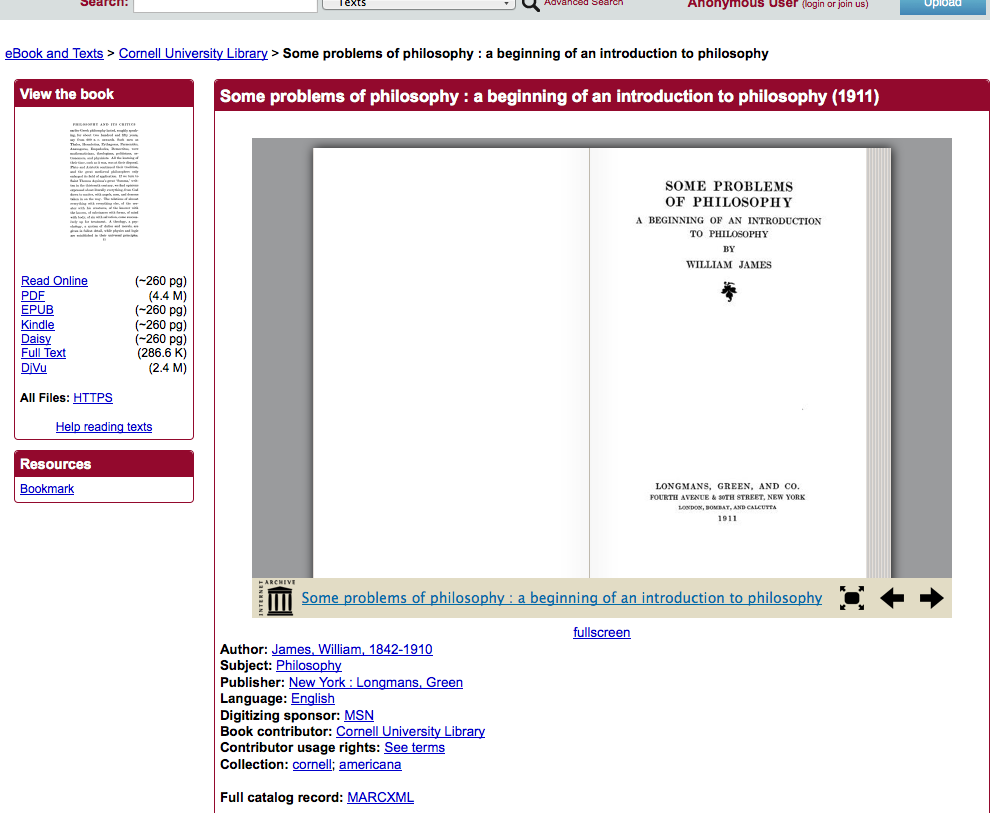 Search:
Texts
Advanced Search
Anonymous User (login or join us)
Upload
eBook and Texts > Cornell University Library > Some problems of philosophy : a beginning of an introduction to philosophy
View the book
PHILOSOPHY AND ITS CRITICS
Read Online (~260 pg)
PDF (4.4 M)
EPUB (~260 pg)
Kindle (~260 pg)
Daisy (~260 pg)
Full Text (286.6 K)
DjVu (2.4 M)
All Files: HTTPS
Help reading texts
Resources
Bookmark
Some problems of philosophy : a beginning of an introduction to philosophy (1911)
SOME PROBLEMS
OF PHILOSOPHY
A BEGINNING OF AN INTRODUCTION
TO PHILOSOPHY
BY
WILLIAM JAMES
LONGMANS, GREEN, AND CO.
FOURTH AVENUE & 30TH STREET, NEW YORK
LONDON, BOMBAY, AND CALCUTTA
1911
INTERNET ARCHIVE
Some problems of philosophy : a beginning of an introduction to philosophy
fullscreen
Author: James, William, 1842-1910
Subject: Philosophy
Publisher: New York : Longmans, Green
Language: English
Digitizing sponsor: MSN
Book contributor: Cornell University Library
Contributor usage rights: See terms
Collection: cornell; americana
Full catalog record: MARCXML